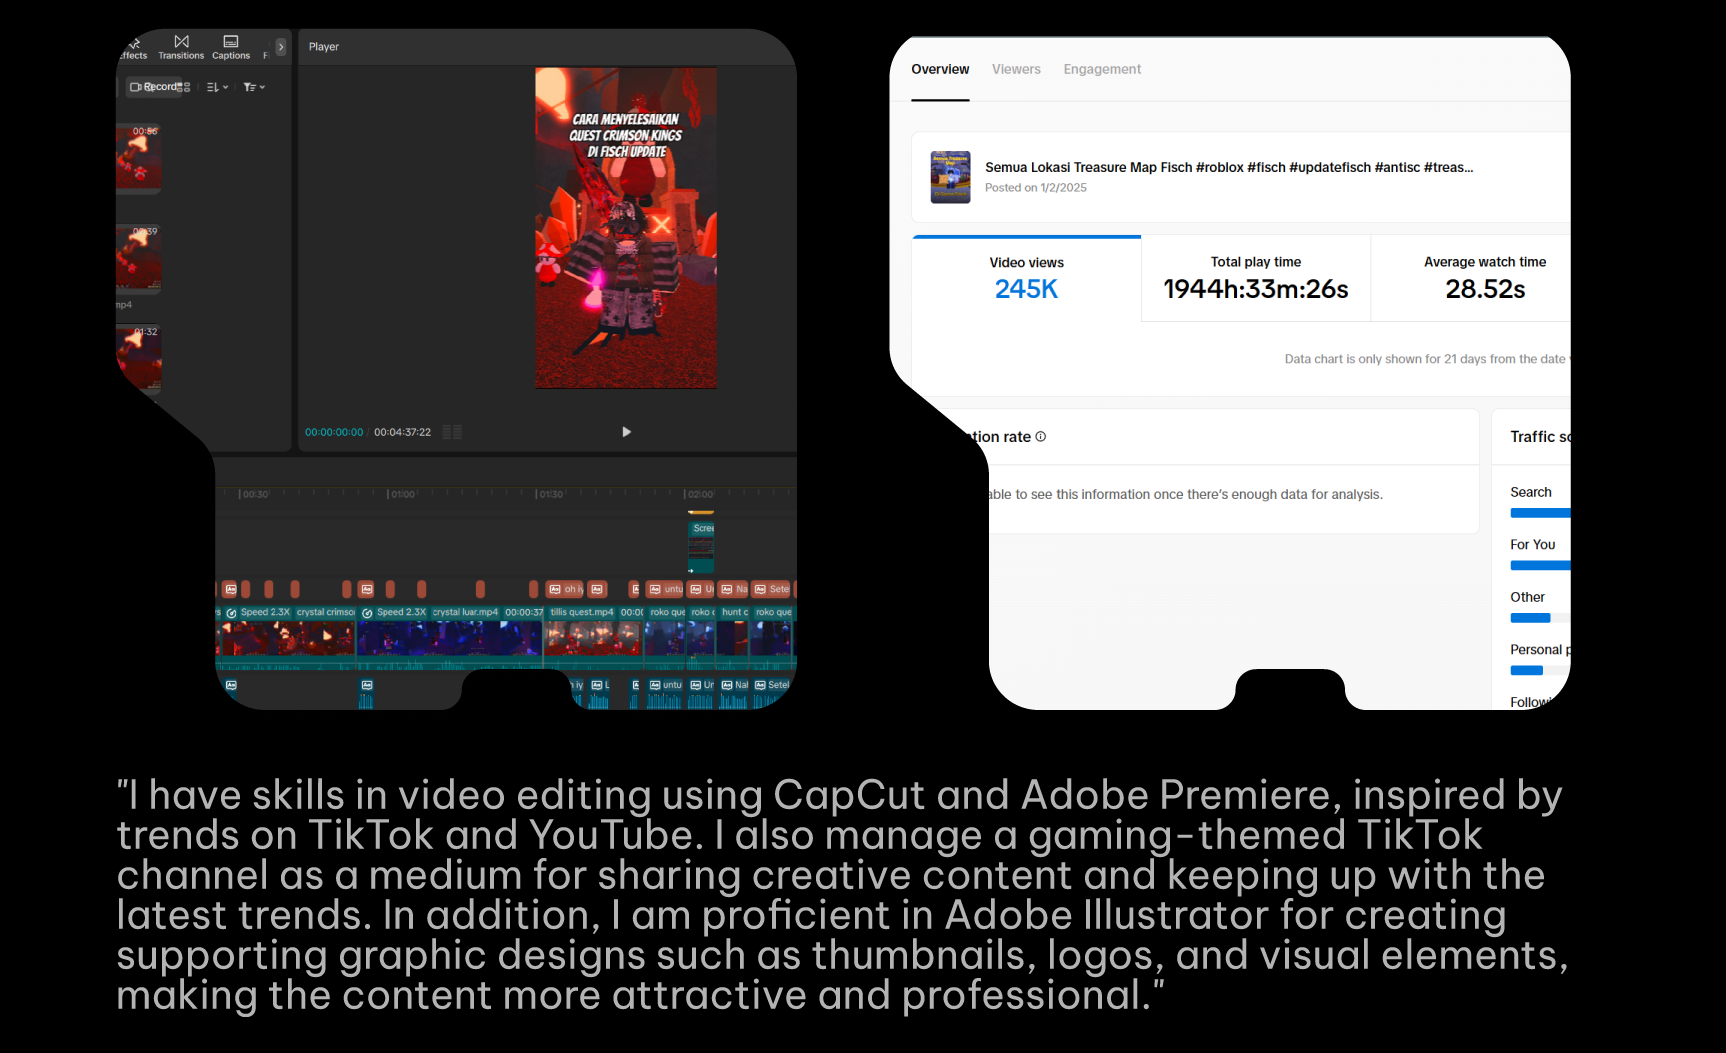 Transitions
Captions
Player
Record
00:56
00:39
mp4
01:32
CARA MENYELESAIKAN
QUEST CRIMSON KINGS
DI FISCH UPDATE
00:00:00:00 / 00:04:37:22
00:30
01:00
01:30
02:00
Speed 2.3X crystal crimso
Speed 2.3X crystal luar.mp4 00:00:37
tillis quest.mp4
roko que
hunt c
roko que
Overview
Viewers
Engagement
Semua Lokasi Treasure Map Fisch #roblox #fisch #updatefisch #antisc #treas...
Posted on 1/2/2025
Video views
245K
Total play time
1944h:33m:26s
Average watch time
28.52s
Data chart is only shown for 21 days from the date
tion rate
able to see this information once there's enough data for analysis.
Traffic so
Search
For You
Other
Personal p
Followi
"I have skills in video editing using CapCut and Adobe Premiere, inspired by
trends on TikTok and YouTube. I also manage a gaming-themed TikTok
channel as a medium for sharing creative content and keeping up with the
latest trends. In addition, I am proficient in Adobe Illustrator for creating
supporting graphic designs such as thumbnails, logos, and visual elements,
making the content more attractive and professional."